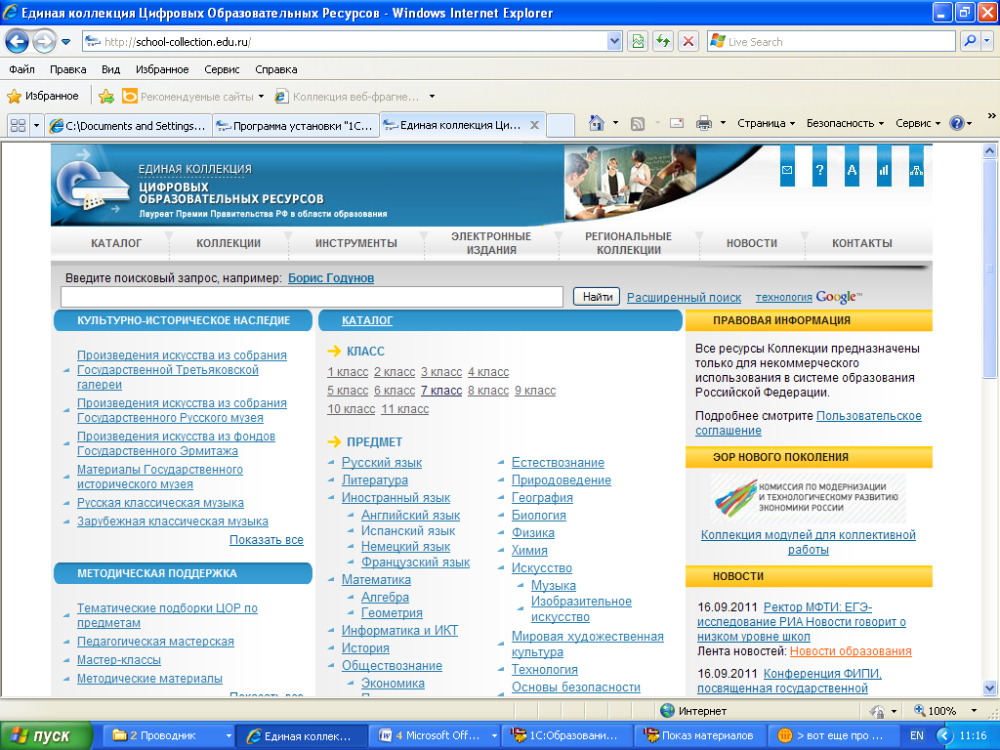 Единая коллекция Цифровых Образовательных Ресурсов - Windows Internet Explorer
http://school-collection.edu.ru/
Live Search
Файл Правка Вид Избранное Сервис Справка
Избранное Рекомендуемые сайты Коллекция веб-фрагме...
C:\Documents and Settings... Программа установки "1С... Единая коллекция Ци... Страница Безопасность Сервис »
ЕДИНАЯ КОЛЛЕКЦИЯ
ЦИФРОВЫХ
ОБРАЗОВАТЕЛЬНЫХ РЕСУРСОВ
Лауреат Премии Правительства РФ в области образования
КАТАЛОГ КОЛЛЕКЦИИ ИНСТРУМЕНТЫ ЭЛЕКТРОННЫЕ ИЗДАНИЯ РЕГИОНАЛЬНЫЕ КОЛЛЕКЦИИ НОВОСТИ КОНТАКТЫ
Введите поисковый запрос, например: Борис Годунов
Найти Расширенный поиск технология Google™
КУЛЬТУРНО-ИСТОРИЧЕСКОЕ НАСЛЕДИЕ
Произведения искусства из собрания
Государственной Третьяковской
галереи
Произведения искусства из собрания
Государственного Русского музея
Произведения искусства из фондов
Государственного Эрмитажа
Материалы Государственного
исторического музея
Русская классическая музыка
Зарубежная классическая музыка
Показать все
МЕТОДИЧЕСКАЯ ПОДДЕРЖКА
Тематические подборки ЦОР по
предметам
Педагогическая мастерская
Мастер-классы
Методические материалы
Показать все
КАТАЛОГ
КЛАСС
1 класс 2 класс 3 класс 4 класс
5 класс 6 класс 7 класс 8 класс 9 класс
10 класс 11 класс
ПРЕДМЕТ
Русский язык
Литература
Иностранный язык
Английский язык
Испанский язык
Немецкий язык
Французский язык
Математика
Алгебра
Геометрия
Информатика и ИКТ
История
Обществознание
Экономика
Естествознание
Природоведение
География
Биология
Физика
Химия
Искусство
Музыка
Изобразительное
искусство
Мировая художественная
культура
Технология
Основы безопасности
ПРАВОВАЯ ИНФОРМАЦИЯ
Все ресурсы Коллекции предназначены
только для некоммерческого
использования в системе образования
Российской Федерации.
Подробнее смотрите Пользовательское
соглашение
ЭОР НОВОГО ПОКОЛЕНИЯ
КОМИССИЯ ПО МОДЕРНИЗАЦИИ
И ТЕХНОЛОГИЧЕСКОМУ РАЗВИТИЮ
ЭКОНОМИКИ РОССИИ
Коллекция модулей для коллективной
работы
НОВОСТИ
16.09.2011 Ректор МФТИ: ЕГЭ-
исследование РИА Новости говорит о
низком уровне школ
Лента новостей: Новости образования
16.09.2011 Конференция ФИПИ,
посвященная государственной
Интернет 100%
пуск 2 Проводник Единая коллек... 4 Microsoft Off... 1С:Образовани... Показ материалов > вот еще про ... EN 11:16